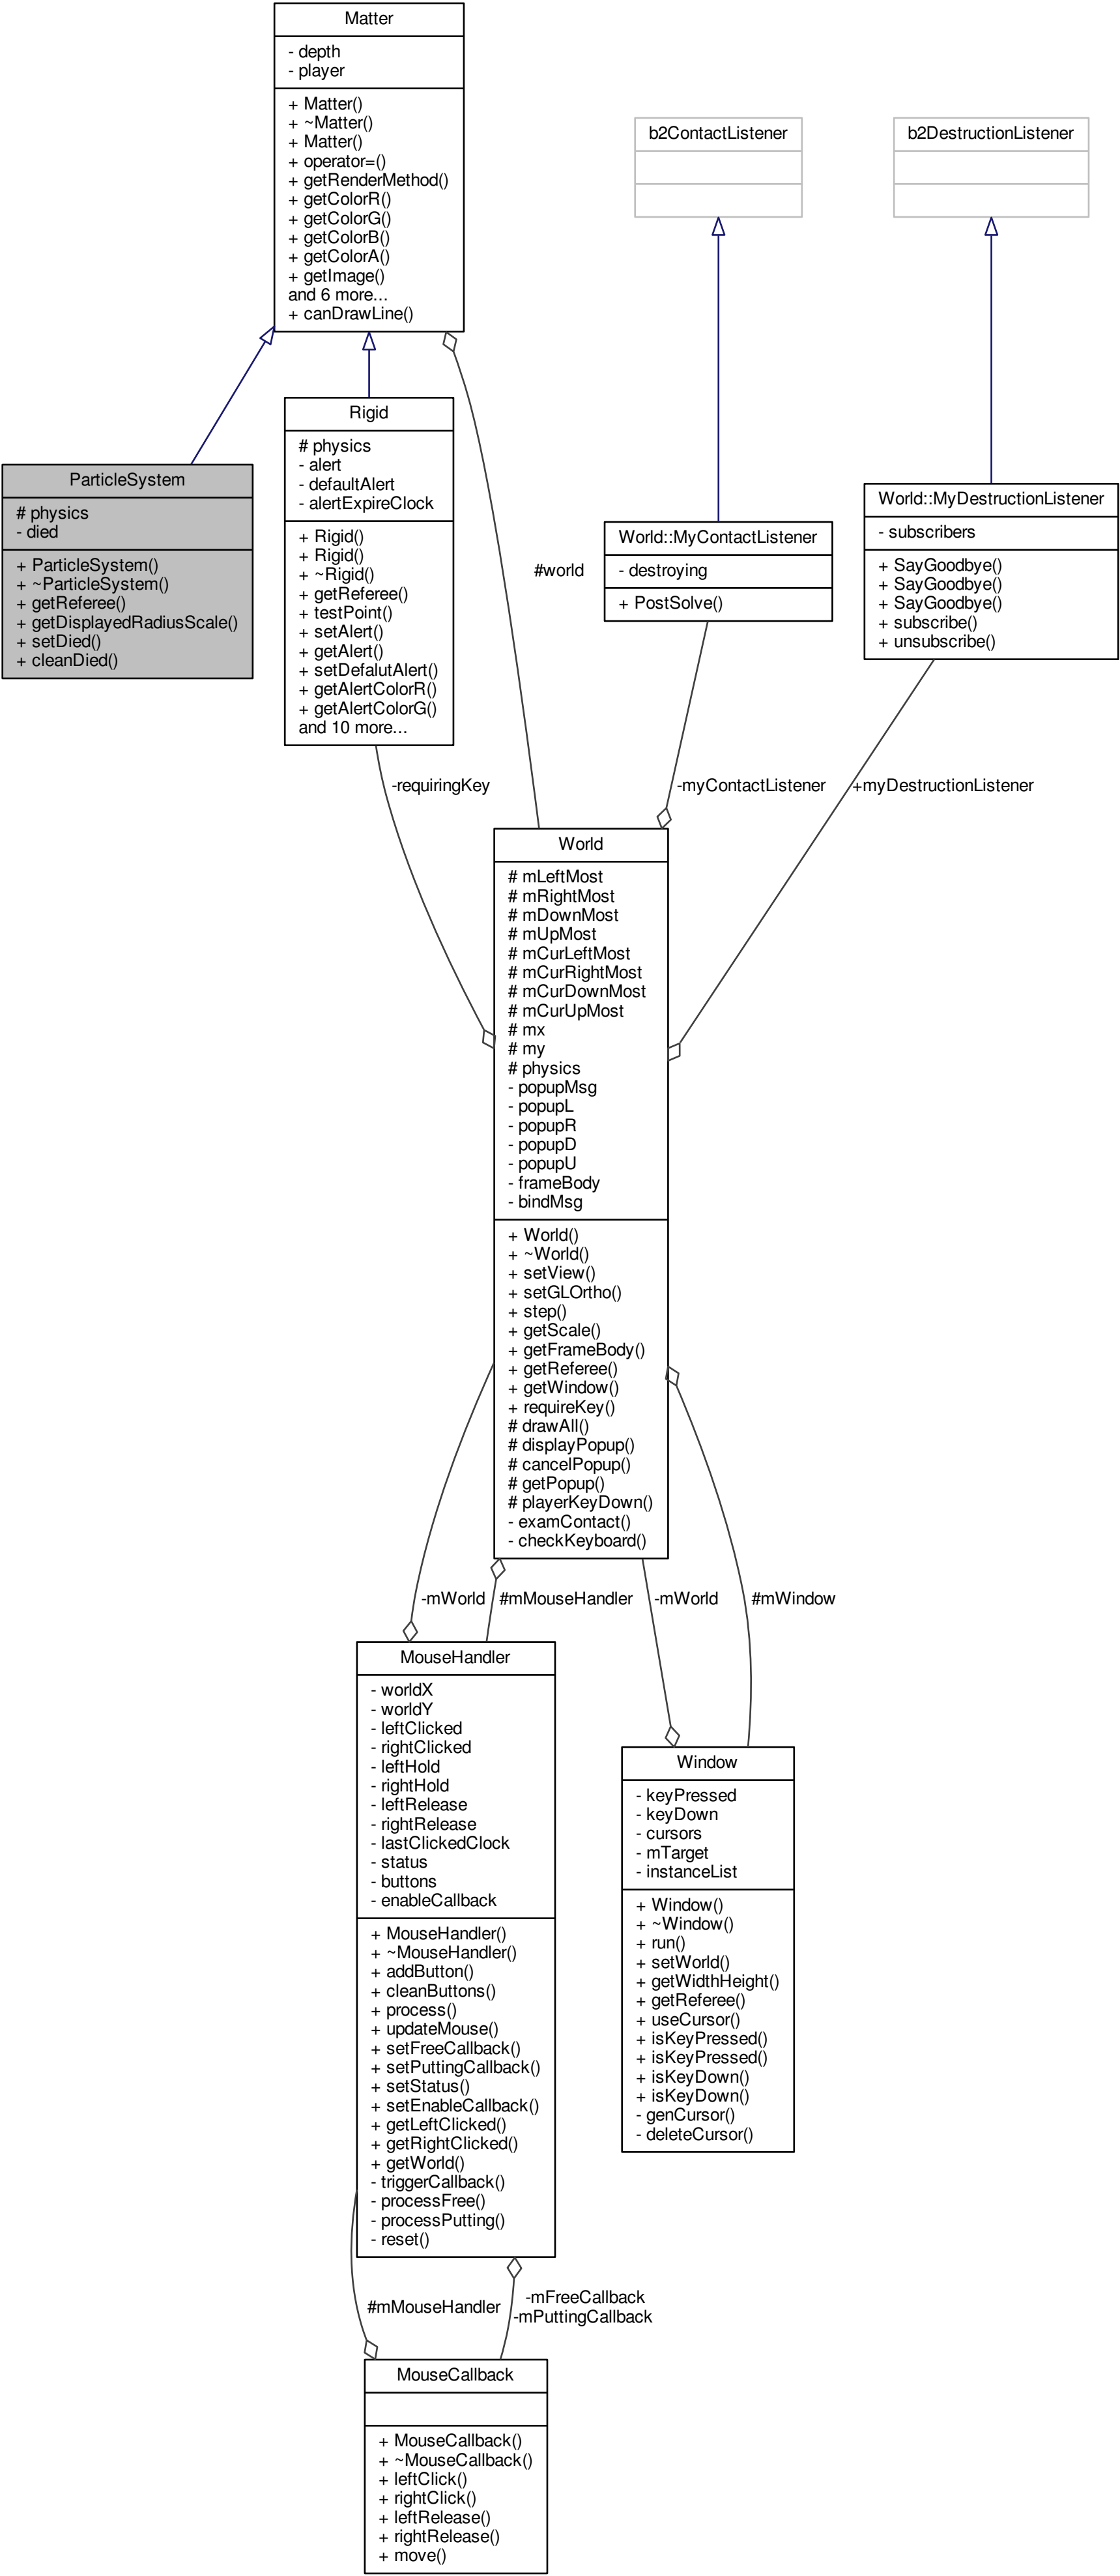 Matter
- depth
- player
+ Matter()
+ ~Matter()
+ Matter()
+ operator=()
+ getRenderMethod()
+ getColorR()
+ getColorG()
+ getColorB()
+ getColorA()
+ getImage()
and 6 more...
+ canDrawLine()
b2ContactListener
b2DestructionListener
ParticleSystem
# physics
- died
+ ParticleSystem()
+ ~ParticleSystem()
+ getReferee()
+ getDisplayedRadiusScale()
+ setDied()
+ cleanDied()
Rigid
# physics
- alert
- defaultAlert
- alertExpireClock
+ Rigid()
+ Rigid()
+ ~Rigid()
+ getReferee()
+ testPoint()
+ setAlert()
+ getAlert()
+ setDefalutAlert()
+ getAlertColorR()
+ getAlertColorG()
and 10 more...
#world
World::MyContactListener
- destroying
+ PostSolve()
World::MyDestructionListener
- subscribers
+ SayGoodbye()
+ SayGoodbye()
+ SayGoodbye()
+ subscribe()
+ unsubscribe()
-requiringKey
-myContactListener
+myDestructionListener
World
# mLeftMost
# mRightMost
# mDownMost
# mUpMost
# mCurLeftMost
# mCurRightMost
# mCurDownMost
# mCurUpMost
# mx
# my
# physics
- popupMsg
- popupL
- popupR
- popupD
- popupU
- frameBody
- bindMsg
+ World()
+ ~World()
+ setView()
+ setGLOrtho()
+ step()
+ getScale()
+ getFrameBody()
+ getReferee()
+ getWindow()
+ requireKey()
# drawAll()
# displayPopup()
# cancelPopup()
# getPopup()
# playerKeyDown()
- examContact()
- checkKeyboard()
-mWorld
#mMouseHandler
-mWorld
#mWindow
MouseHandler
- worldX
- worldY
- leftClicked
- rightClicked
- leftHold
- rightHold
- leftRelease
- rightRelease
- lastClickedClock
- status
- buttons
- enableCallback
+ MouseHandler()
+ ~MouseHandler()
+ addButton()
+ cleanButtons()
+ process()
+ updateMouse()
+ setFreeCallback()
+ setPuttingCallback()
+ setStatus()
+ setEnableCallback()
+ getLeftClicked()
+ getRightClicked()
+ getWorld()
- triggerCallback()
- processFree()
- processPutting()
- reset()
Window
- keyPressed
- keyDown
- cursors
- mTarget
- instanceList
+ Window()
+ ~Window()
+ run()
+ setWorld()
+ getWidthHeight()
+ getReferee()
+ useCursor()
+ isKeyPressed()
+ isKeyPressed()
+ isKeyDown()
+ isKeyDown()
- genCursor()
- deleteCursor()
#mMouseHandler
-mFreeCallback
-mPuttingCallback
MouseCallback
+ MouseCallback()
+ ~MouseCallback()
+ leftClick()
+ rightClick()
+ leftRelease()
+ rightRelease()
+ move()